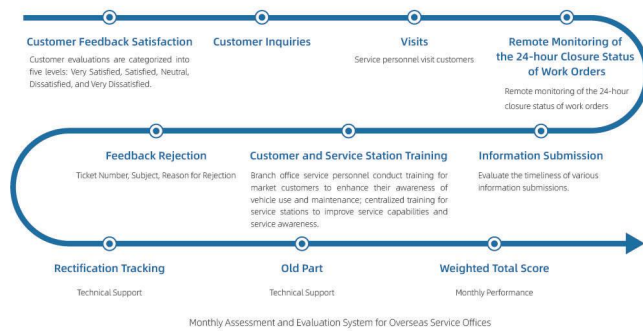 Customer Feedback Satisfaction
Customer evaluations are categorized into
five levels: Very Satisfied, Satisfied, Neutral,
Dissatisfied, and Very Dissatisfied.
Customer Inquiries
Visits
Service personnel visit customers
Remote Monitoring of
the 24-hour Closure Status
of Work Orders
Remote monitoring of the 24-hour
closure status of work orders
Feedback Rejection
Ticket Number, Subject, Reason for Rejection
Customer and Service Station Training
Branch office service personnel conduct training for
market customers to enhance their awareness of
vehicle use and maintenance; centralized training for
service stations to improve service capabilities and
service awareness.
Information Submission
Evaluate the timeliness of various
information submissions.
Rectification Tracking
Technical Support
Old Part
Technical Support
Weighted Total Score
Monthly Performance
Monthly Assessment and Evaluation System for Overseas Service Offices